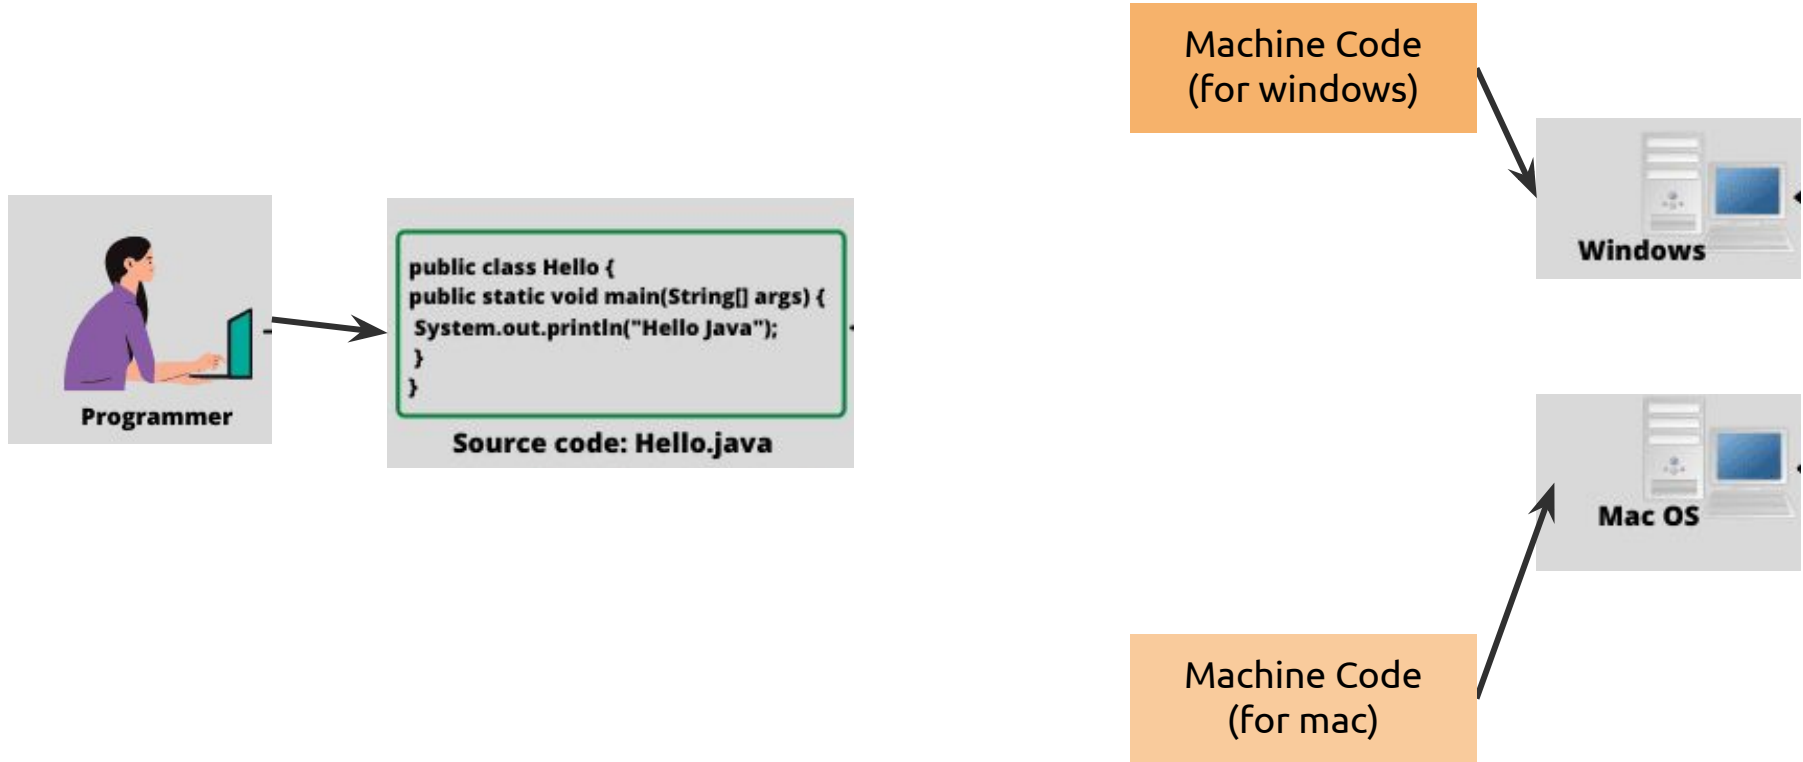 Machine Code
(for windows)
Windows
public class Hello {
public static void main(String[] args) {
System.out.println("Hello Java");
}
}
Programmer
Source code: Hello.java
Mac OS
Machine Code
(for mac)